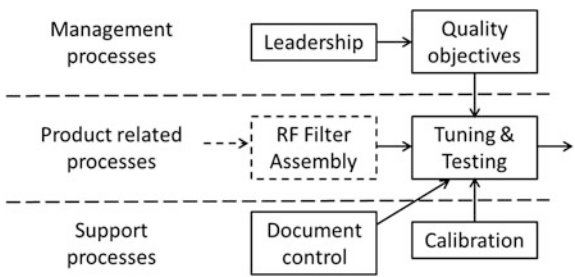 Management
processes
Leadership
Quality
objectives
Product related
processes
RF Filter
Assembly
Tuning &
Testing
Support
processes
Document
control
Calibration